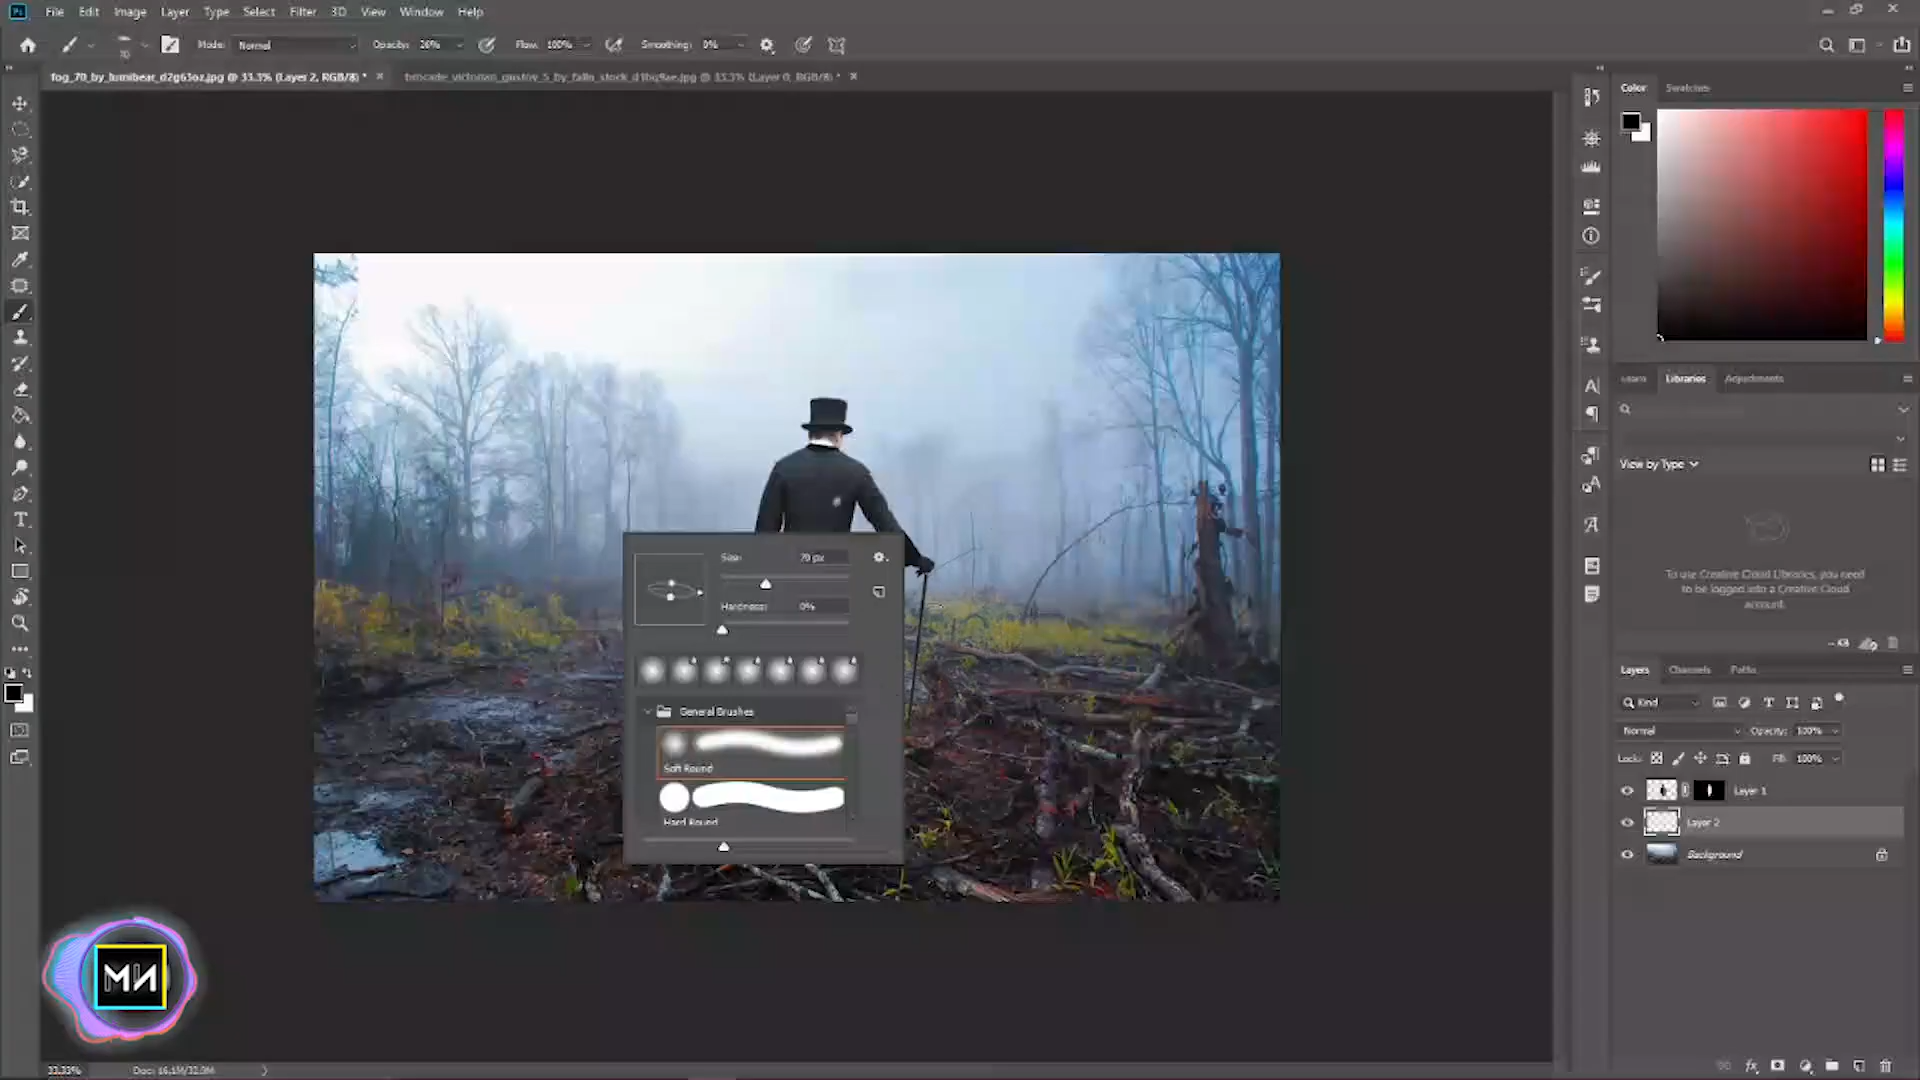 Ps File Edit Image Layer Type Select Filter 3D View Window Help
70 Mode: Normal Opacity: 26% Flow: 100% Smoothing: 0%
fog_70_by_lumibear_d2g63oz.jpg @ 33.3% (Layer 2, RGB/8) * @ 33.3% (Layer 0, RGB/8) *
Color Swatches
Learn Libraries Adjustments
View by Type
To use Creative Cloud Libraries, you need
to be logged into a Creative Cloud
account.
Size: 70 px
Hardness: 0%
General Brushes
Soft Round
Hard Round
Layers Channels Paths
Kind
Normal Opacity: 100%
Lock: Fill: 100%
Layer 1
Layer 2
Background
33.33% Doc: 16.1M/32.0M